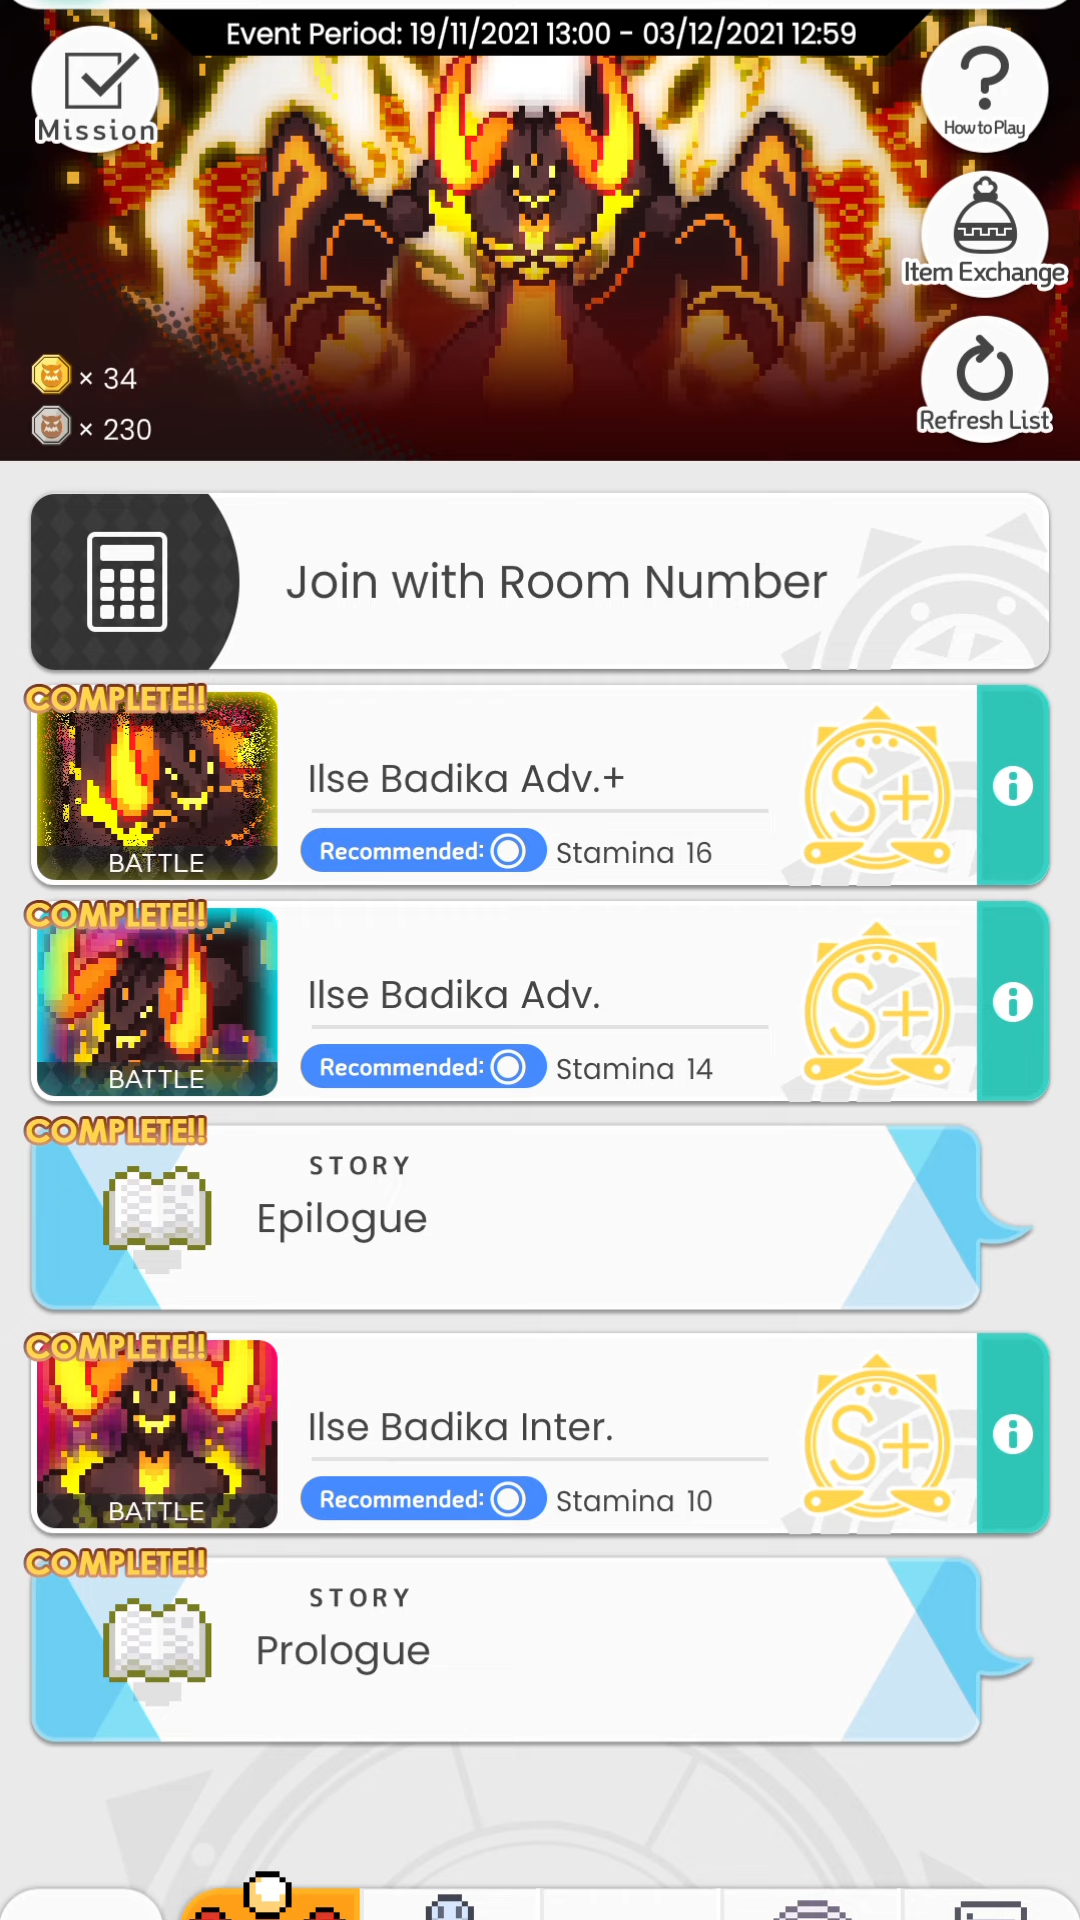 Event Period: 19/11/2021 13:00 - 03/12/2021 12:59
Mission
How to Play
Item Exchange
Refresh List
× 34
× 230
Join with Room Number
COMPLETE!!
Ilse Badika Adv.+
S+
BATTLE
Recommended:
Stamina 16
COMPLETE!!
Ilse Badika Adv.
S+
BATTLE
Recommended:
Stamina 14
COMPLETE!!
STORY
Epilogue
COMPLETE!!
Ilse Badika Inter.
S+
BATTLE
Recommended:
Stamina 10
COMPLETE!!
STORY
Prologue